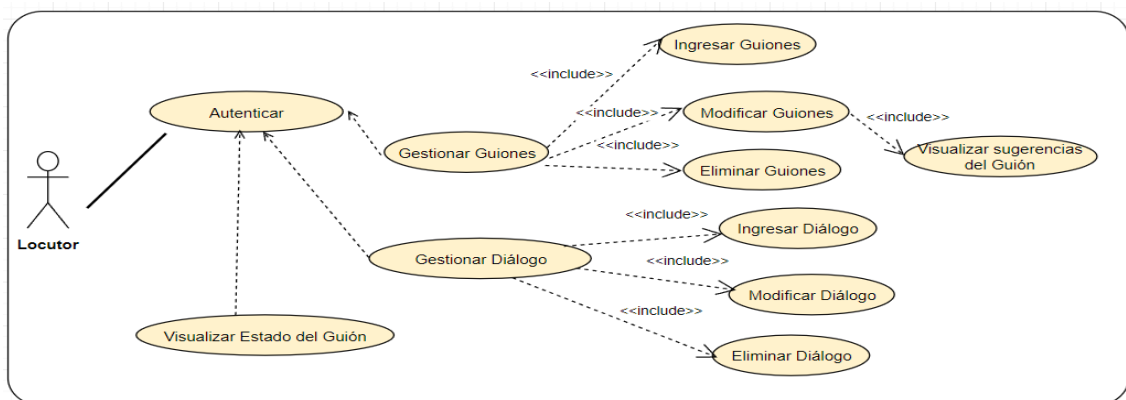 Ingresar Guiones
<<include>>
Autenticar
<<include>>
Modificar Guiones
<<include>>
Gestionar Guiones
<<include>>
Visualizar sugerencias
del Guión
Eliminar Guiones
Locutor
<<include>>
Ingresar Diálogo
Gestionar Diálogo
<<include>>
Modificar Diálogo
<<include>>
Visualizar Estado del Guión
Eliminar Diálogo